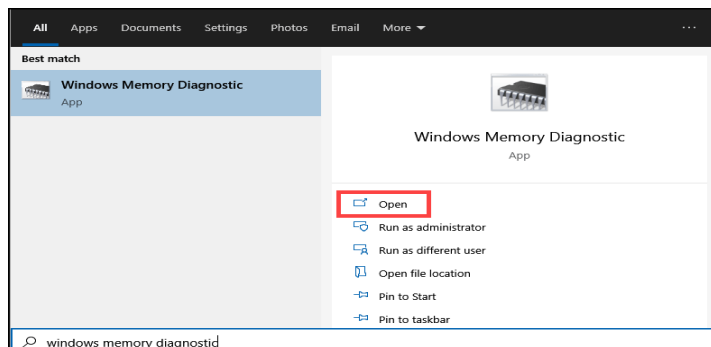 All Apps Documents Settings Photos Email More ...
Best match
Windows Memory Diagnostic
App
Windows Memory Diagnostic
App
Open
Run as administrator
Run as different user
Open file location
Pin to Start
Pin to taskbar
windows memory diagnostic